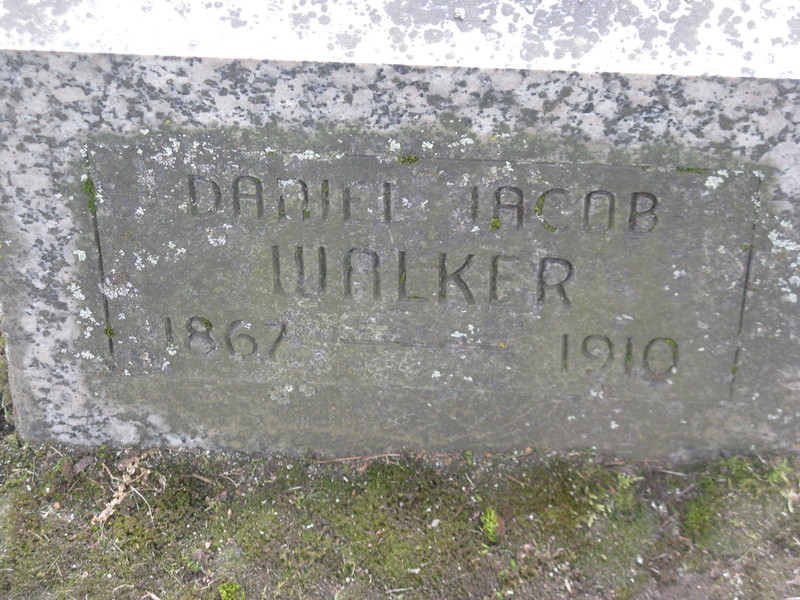 DANIEL JACOB
WALKER
1867 — 1910